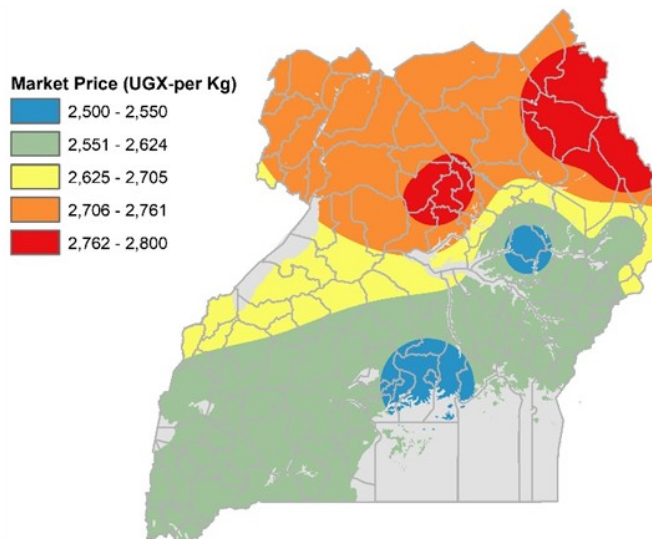 Market Price (UGX-per Kg)
2,500 - 2,550
2,551 - 2,624
2,625 - 2,705
2,706 - 2,761
2,762 - 2,800